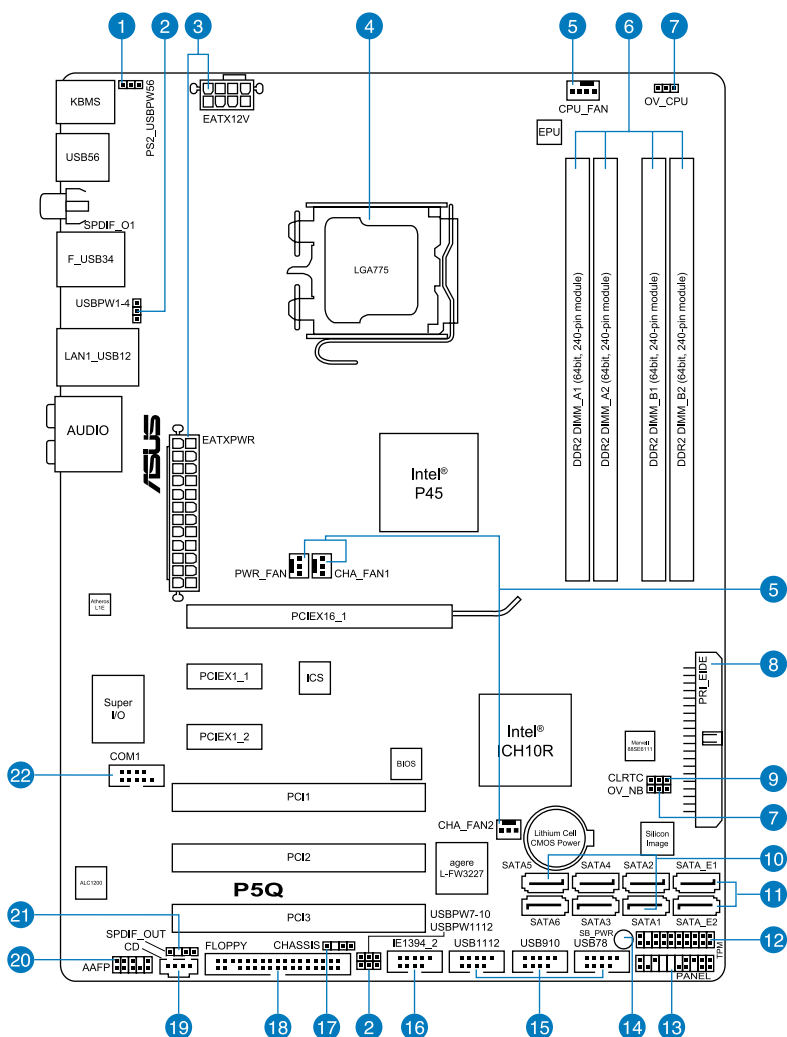 1
2
3
4
5
6
7
KBMS
PS2_USBPW56
EATX12V
CPU_FAN
OV_CPU
EPU
USB56
SPDIF_O1
F_USB34
LGA775
USBPW1-4
LAN1_USB12
DDR2 DIMM_A1 (64bit, 240-pin module)
DDR2 DIMM_A2 (64bit, 240-pin module)
DDR2 DIMM_B1 (64bit, 240-pin module)
DDR2 DIMM_B2 (64bit, 240-pin module)
AUDIO
ASUS
EATXPWR
Intel®
P45
PWR_FAN
CHA_FAN1
5
Atheros
L1E
PCIEX16_1
PCIEX1_1
ICS
PRI_EIDE
8
Super
I/O
PCIEX1_2
Intel®
ICH10R
Marvell
88SE6111
COM1
22
BIOS
CLRTC
9
OV_NB
7
PCI1
CHA_FAN2
Lithium Cell
CMOS Power
Silicon
Image
10
PCI2
agere
L-FW3227
SATA5
SATA4
SATA2
SATA_E1
11
ALC1200
P5Q
SATA6
SATA3
SATA1
SATA_E2
PCI3
USBPW7-10
USBPW1112
SB_PWR
12
TPM
21
SPDIF_OUT
CD
FLOPPY
CHASSIS
IE1394_2
USB1112
USB910
USB78
20
AAFP
PANEL
19
18
17
2
16
15
14
13